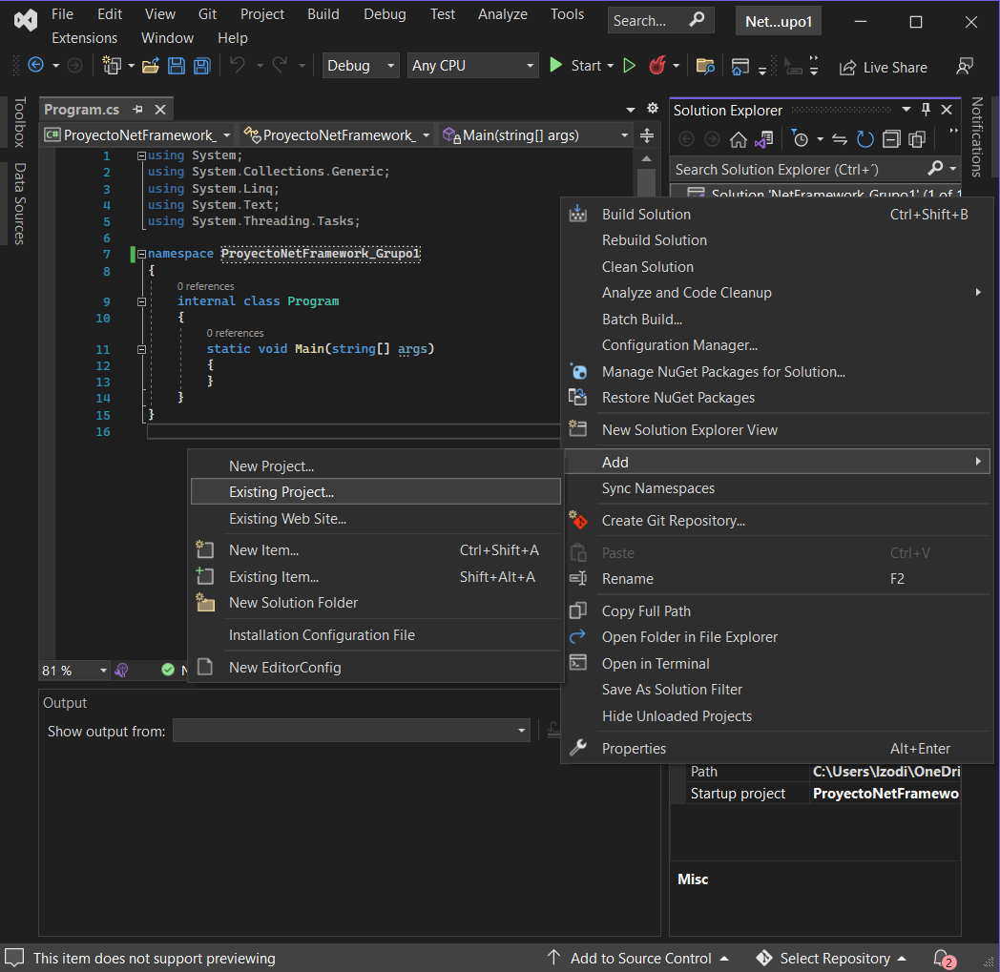 File Edit View Git Project Build Debug Test Analyze Tools Search... Net...upo1
Extensions Window Help
Debug Any CPU Start Live Share
Toolbox
Data Sources
Program.cs
C# ProyectoNetFramework_ ProyectoNetFramework_ Main(string[] args)
1 using System;
2 using System.Collections.Generic;
3 using System.Linq;
4 using System.Text;
5 using System.Threading.Tasks;
6
7 namespace ProyectoNetFramework_Grupo1
8 {
0 references
9 internal class Program
10 {
0 references
11 static void Main(string[] args)
12 {
13 }
14 }
15 }
16
Solution Explorer
Notifications
Search Solution Explorer (Ctrl+´)
Solution 'NetFramework_Grupo1' (1 of 1
Build Solution Ctrl+Shift+B
Rebuild Solution
Clean Solution
Analyze and Code Cleanup
Batch Build...
Configuration Manager...
Manage NuGet Packages for Solution...
Restore NuGet Packages
New Solution Explorer View
Add
Sync Namespaces
Create Git Repository...
Paste Ctrl+V
Rename F2
Copy Full Path
Open Folder in File Explorer
Open in Terminal
Save As Solution Filter
Hide Unloaded Projects
Properties Alt+Enter
New Project...
Existing Project...
Existing Web Site...
New Item... Ctrl+Shift+A
Existing Item... Shift+Alt+A
New Solution Folder
Installation Configuration File
New EditorConfig
81 % N
Output
Show output from:
Path C:\Users\Izodi\OneDri
Startup project ProyectoNetFramewo
Misc
This item does not support previewing Add to Source Control Select Repository 2